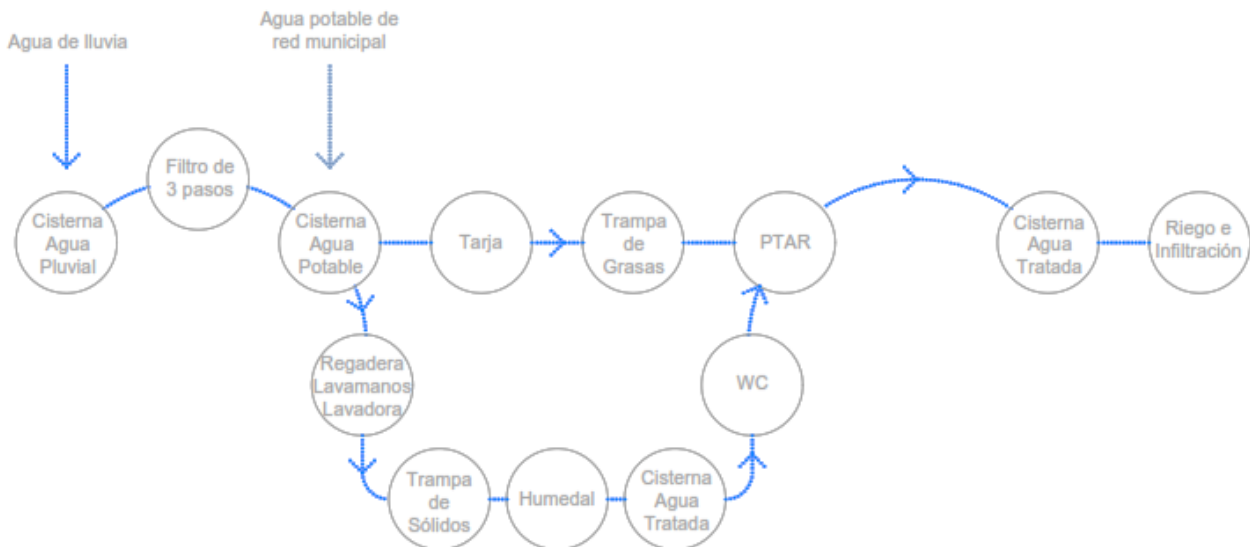 Agua de lluvia
Agua potable de
red municipal
Filtro de
3 pasos
Cisterna
Agua
Pluvial
Cisterna
Agua
Potable
Tarja
Trampa
de
Grasas
PTAR
Cisterna
Agua
Tratada
Riego e
Infiltración
Regadera
Lavamanos
Lavadora
WC
Trampa
de
Sólidos
Humedal
Cisterna
Agua
Tratada